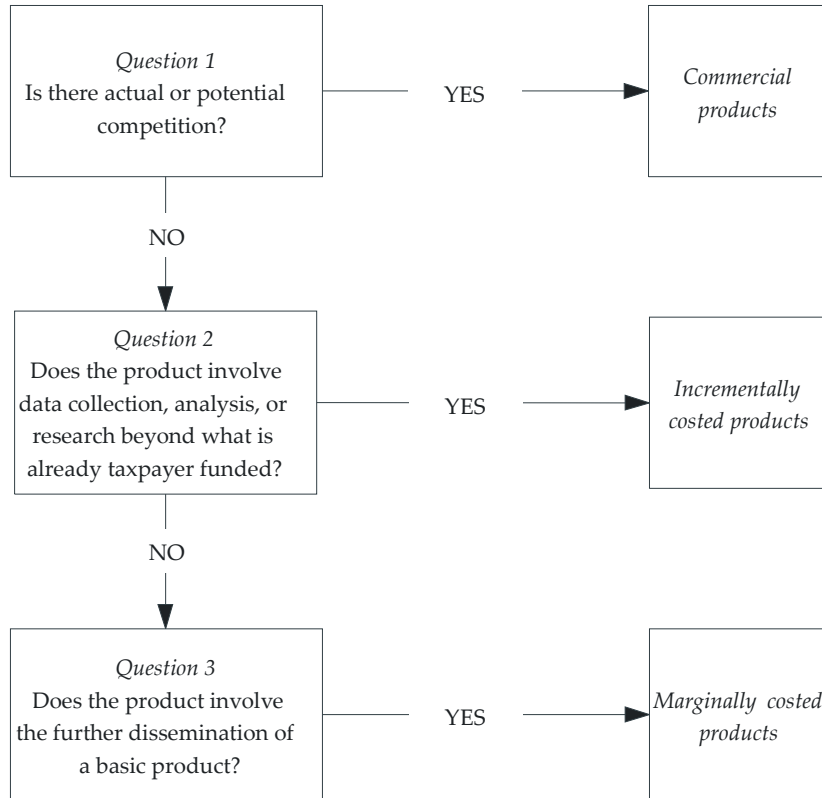 Question 1
Is there actual or potential
competition?
YES
Commercial
products
NO
Question 2
Does the product involve
data collection, analysis, or
research beyond what is
already taxpayer funded?
YES
Incrementally
costed products
NO
Question 3
Does the product involve
the further dissemination of
a basic product?
YES
Marginally costed
products